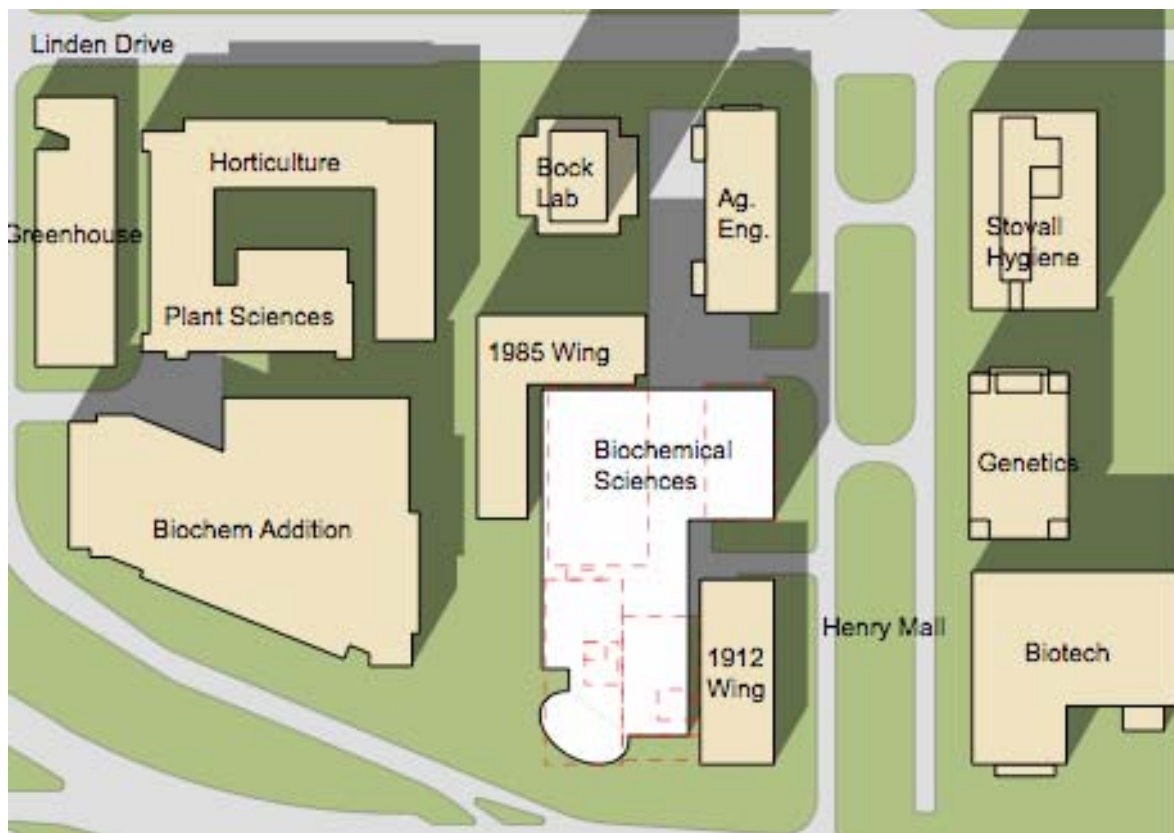 Linden Drive
Horticulture
Bock
Lab
Ag.
Eng.
Greenhouse
Stovall
Hygiene
Plant Sciences
1985 Wing
Biochemical
Sciences
Genetics
Biochem Addition
Henry Mall
1912
Wing
Biotech